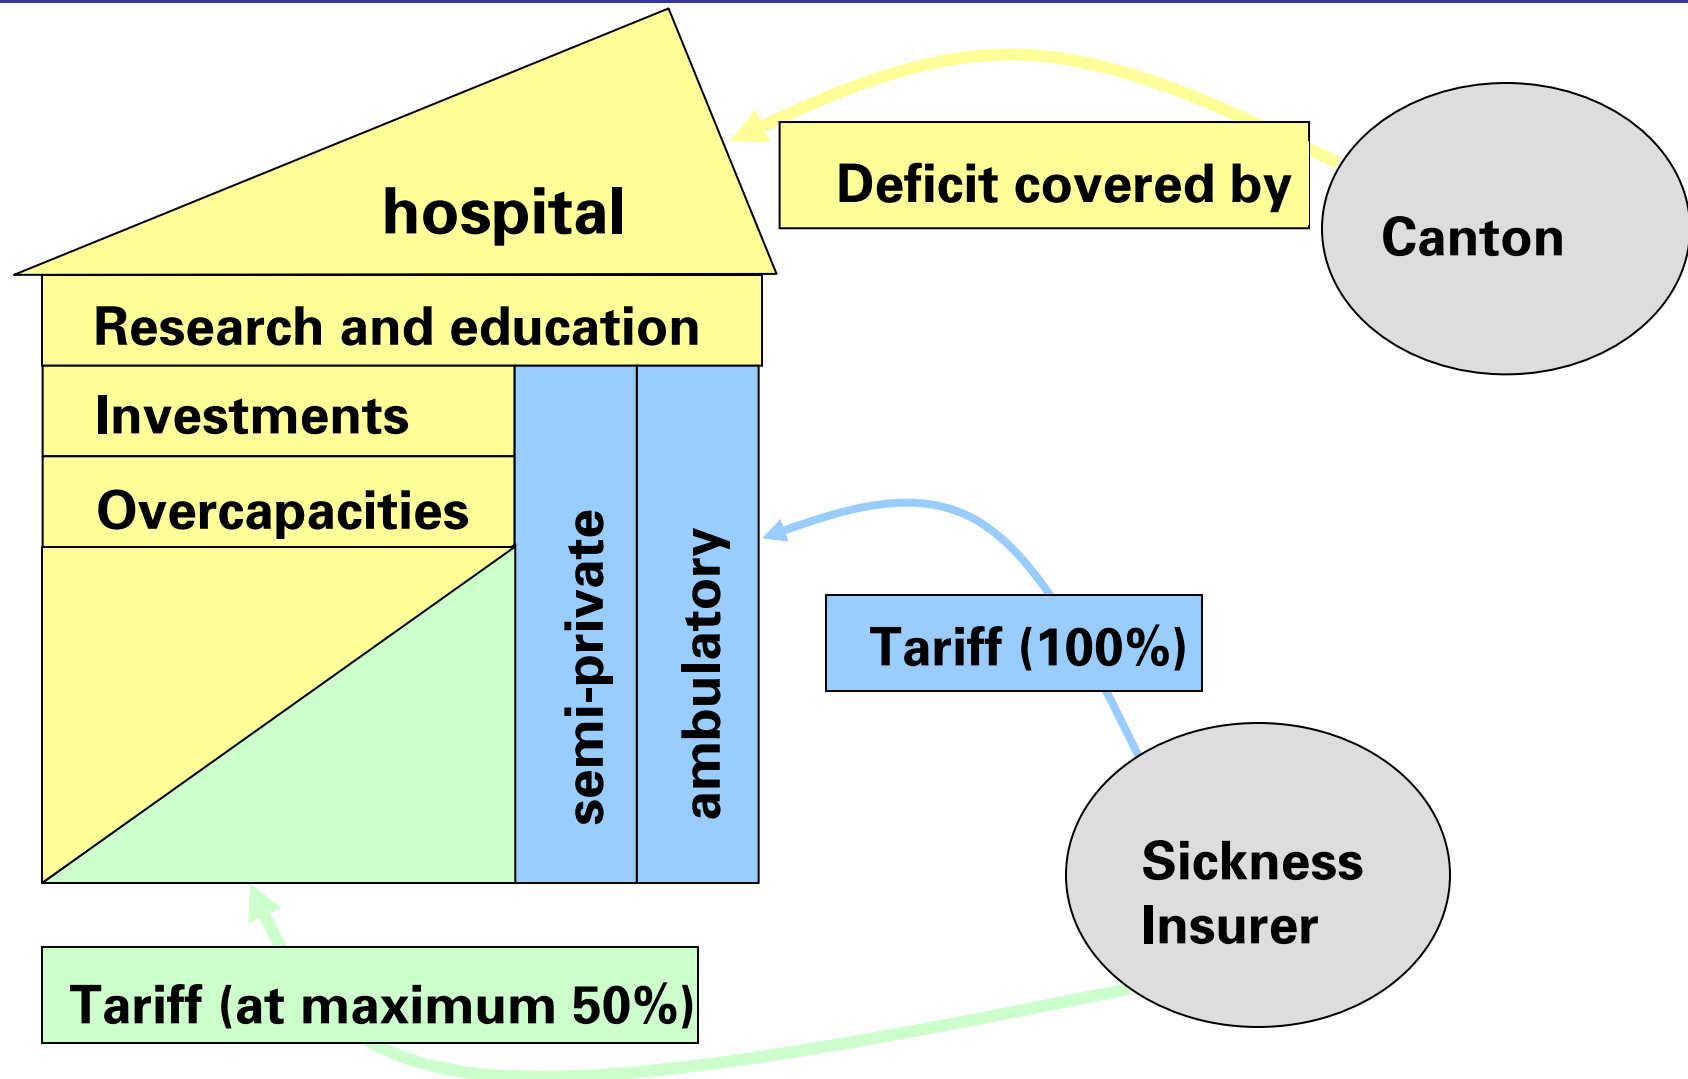 hospital
Deficit covered by
Canton
Research and education
Investments
Overcapacities
semi-private
ambulatory
Tariff (100%)
Sickness
Insurer
Tariff (at maximum 50%)